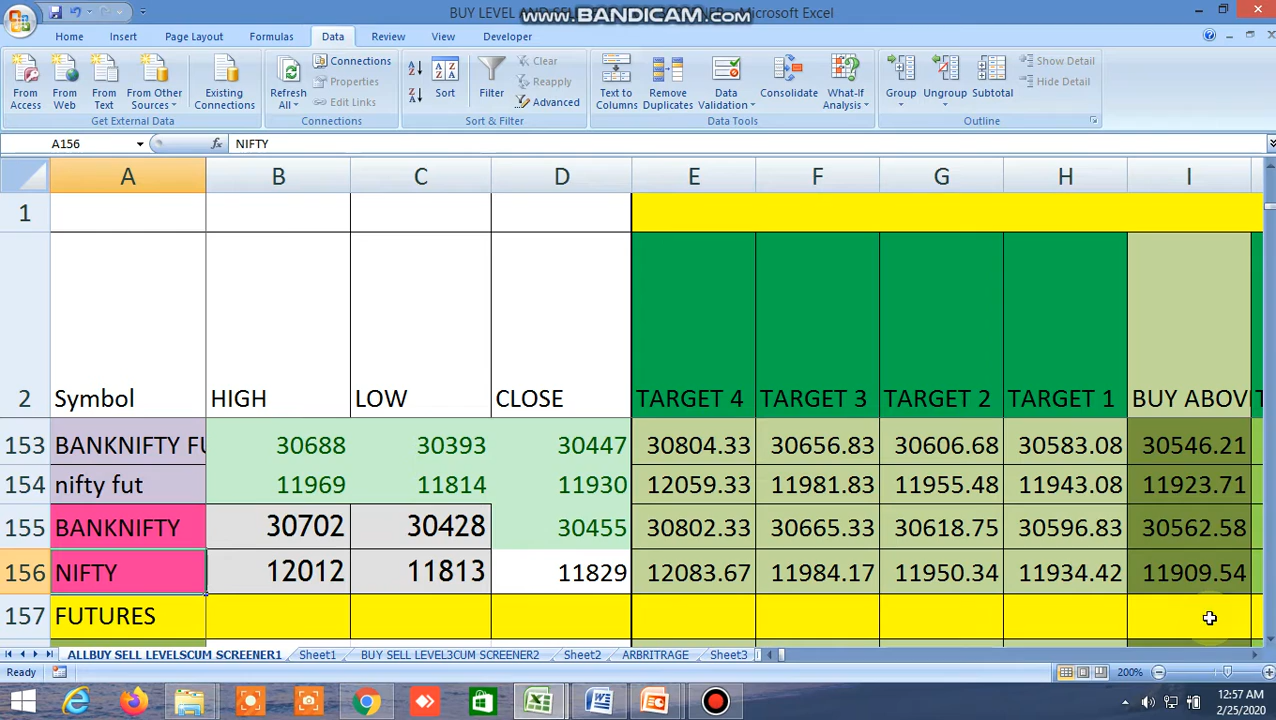 BUY LEVEL AND
www.BANDICAM.com
- Microsoft Excel
Home Insert Page Layout Formulas Data Review View Developer
From Access
From Web
From Text
From Other Sources
Existing Connections
Get External Data
Refresh All
Connections
Properties
Edit Links
Connections
Sort
Filter
Clear
Reapply
Advanced
Sort & Filter
Text to Columns
Remove Duplicates
Data Validation
Consolidate
What-If Analysis
Data Tools
Group
Ungroup
Subtotal
Show Detail
Hide Detail
Outline
A156 fx NIFTY
A B C D E F G H I
1
2 Symbol HIGH LOW CLOSE TARGET 4 TARGET 3 TARGET 2 TARGET 1 BUY ABOV T
153 BANKNIFTY FU 30688 30393 30447 30804.33 30656.83 30606.68 30583.08 30546.21
154 nifty fut 11969 11814 11930 12059.33 11981.83 11955.48 11943.08 11923.71
155 BANKNIFTY 30702 30428 30455 30802.33 30665.33 30618.75 30596.83 30562.58
156 NIFTY 12012 11813 11829 12083.67 11984.17 11950.34 11934.42 11909.54
157 FUTURES
ALLBUY SELL LEVELSCUM SCREENER1 Sheet1 BUY SELL LEVEL3CUM SCREENER2 Sheet2 ARBRITRAGE Sheet3
Ready 200%
12:57 AM
2/25/2020